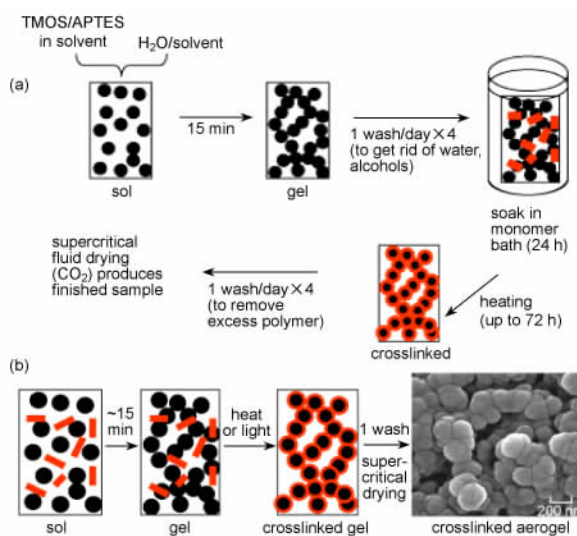 TMOS/APTES
in solvent
H₂O/solvent
(a)
15 min
1 wash/day×4
(to get rid of water,
alcohols)
sol
gel
soak in
monomer
bath (24 h)
supercritical
fluid drying
(CO₂) produces
finished sample
1 wash/day×4
(to remove
excess polymer)
heating
(up to 72 h)
crosslinked
(b)
~15
min
heat
or light
1 wash
super-
critical
drying
200 nm
sol
gel
crosslinked gel
crosslinked aerogel